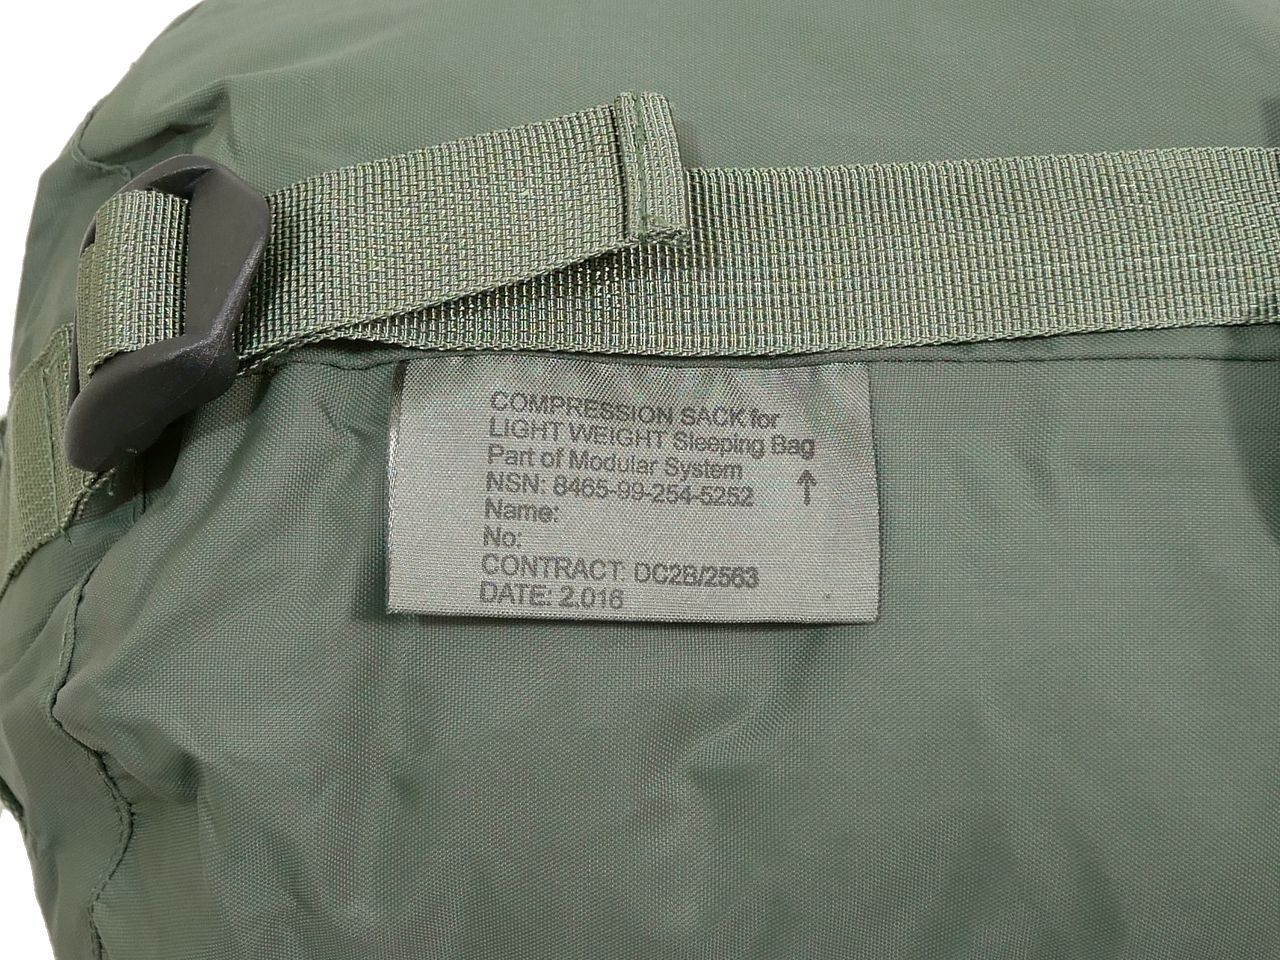 COMPRESSION SACK for
LIGHT WEIGHT Sleeping Bag
Part of Modular System
NSN: 8465-99-254-5252
Name:
No:
CONTRACT: DC2B/2563
DATE: 2.016